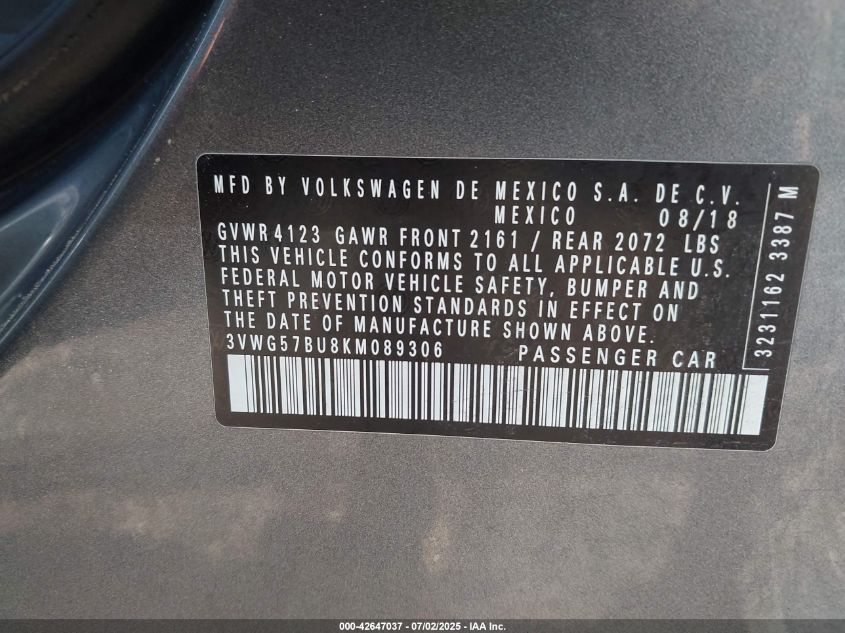 MFD BY VOLKSWAGEN DE MEXICO S.A. DE C.V.
MEXICO 08/18
GVWR 4123 GAWR FRONT 2161 / REAR 2072 LBS
THIS VEHICLE CONFORMS TO ALL APPLICABLE U.S.
FEDERAL MOTOR VEHICLE SAFETY, BUMPER AND
THEFT PREVENTION STANDARDS IN EFFECT ON
THE DATE OF MANUFACTURE SHOWN ABOVE.
3VWG57BU8KM089306 PASSENGER CAR
3231162 3387 M
000-42647037 - 07/02/2025 - IAA Inc.